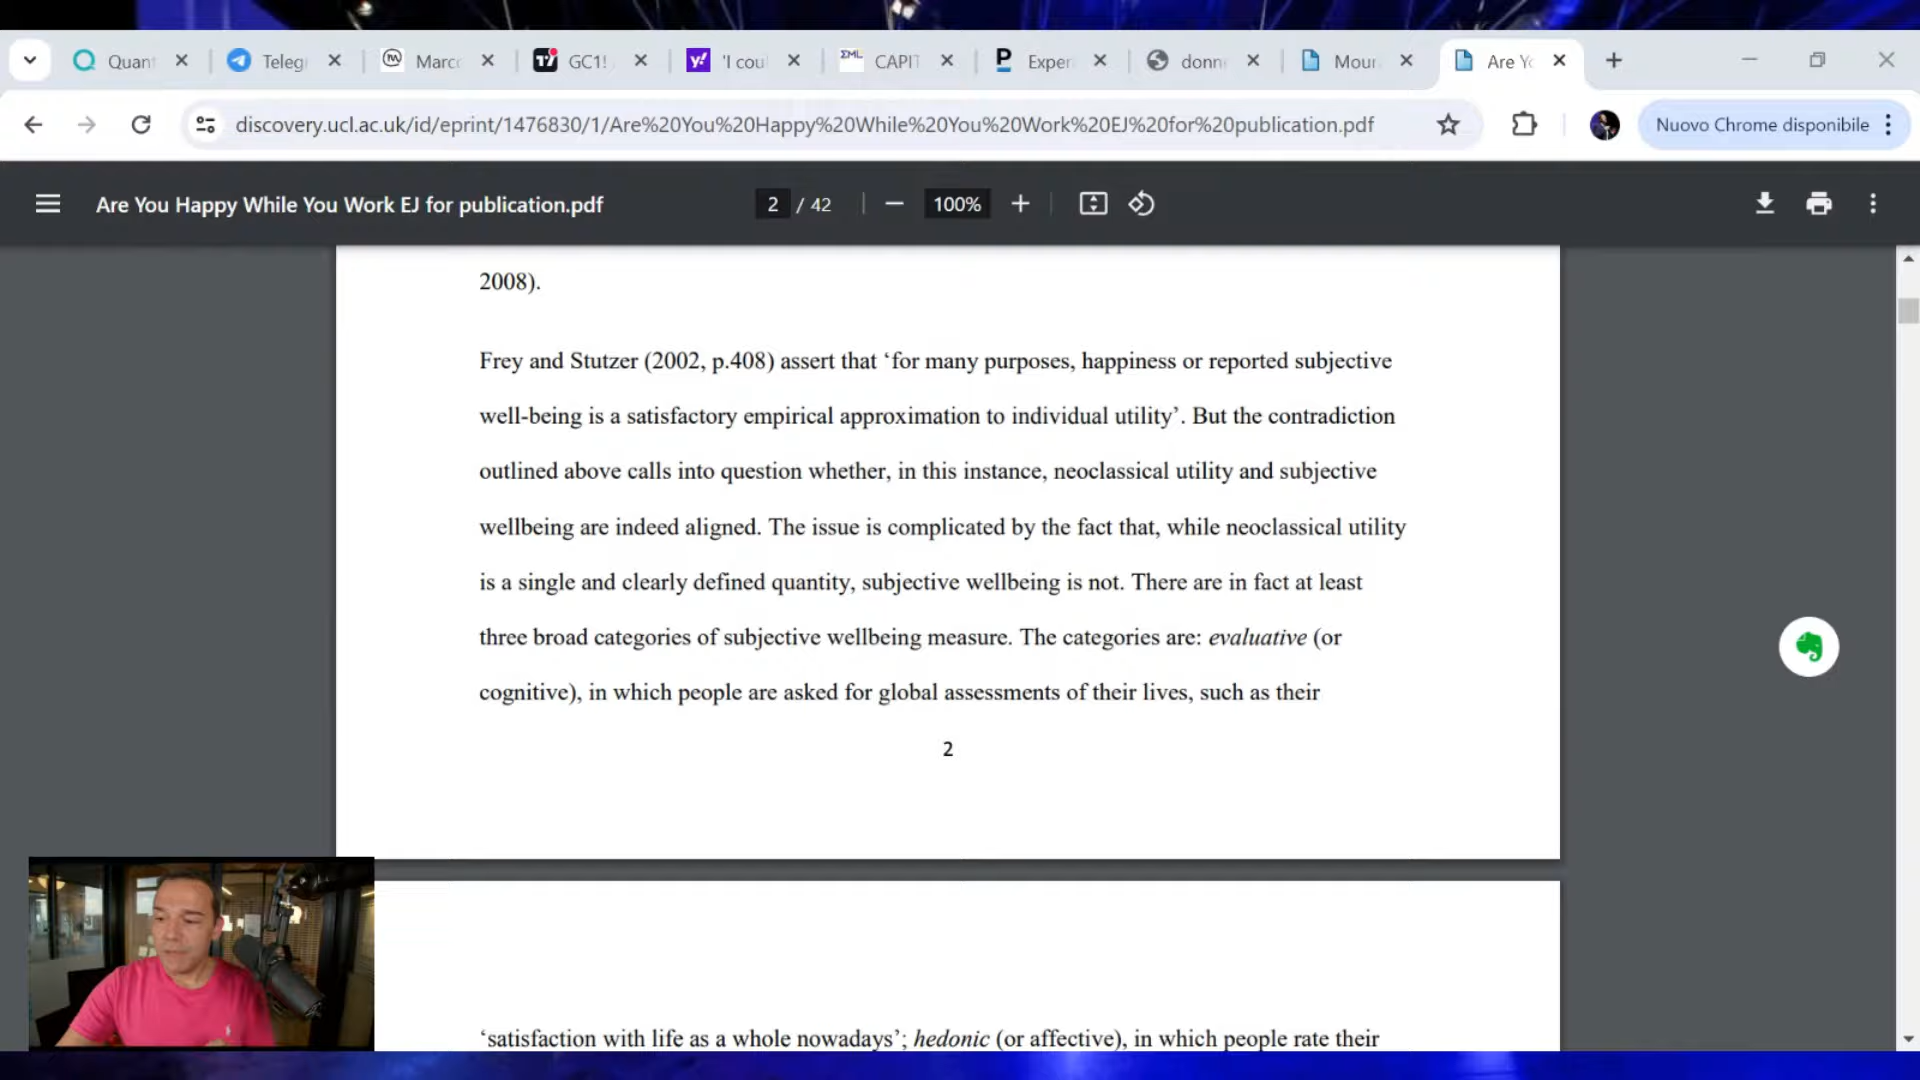 Quant
Teleg
Marc
GC1!
'I cou
CAPIT
Exper
donn
Mour
Are Yo
discovery.ucl.ac.uk/id/eprint/1476830/1/Are%20You%20Happy%20While%20You%20Work%20EJ%20for%20publication.pdf
Nuovo Chrome disponibile
Are You Happy While You Work EJ for publication.pdf
2 / 42
100%
2008).
Frey and Stutzer (2002, p.408) assert that ‘for many purposes, happiness or reported subjective
well-being is a satisfactory empirical approximation to individual utility’. But the contradiction
outlined above calls into question whether, in this instance, neoclassical utility and subjective
wellbeing are indeed aligned. The issue is complicated by the fact that, while neoclassical utility
is a single and clearly defined quantity, subjective wellbeing is not. There are in fact at least
three broad categories of subjective wellbeing measure. The categories are: evaluative (or
cognitive), in which people are asked for global assessments of their lives, such as their
2
‘satisfaction with life as a whole nowadays’; hedonic (or affective), in which people rate their